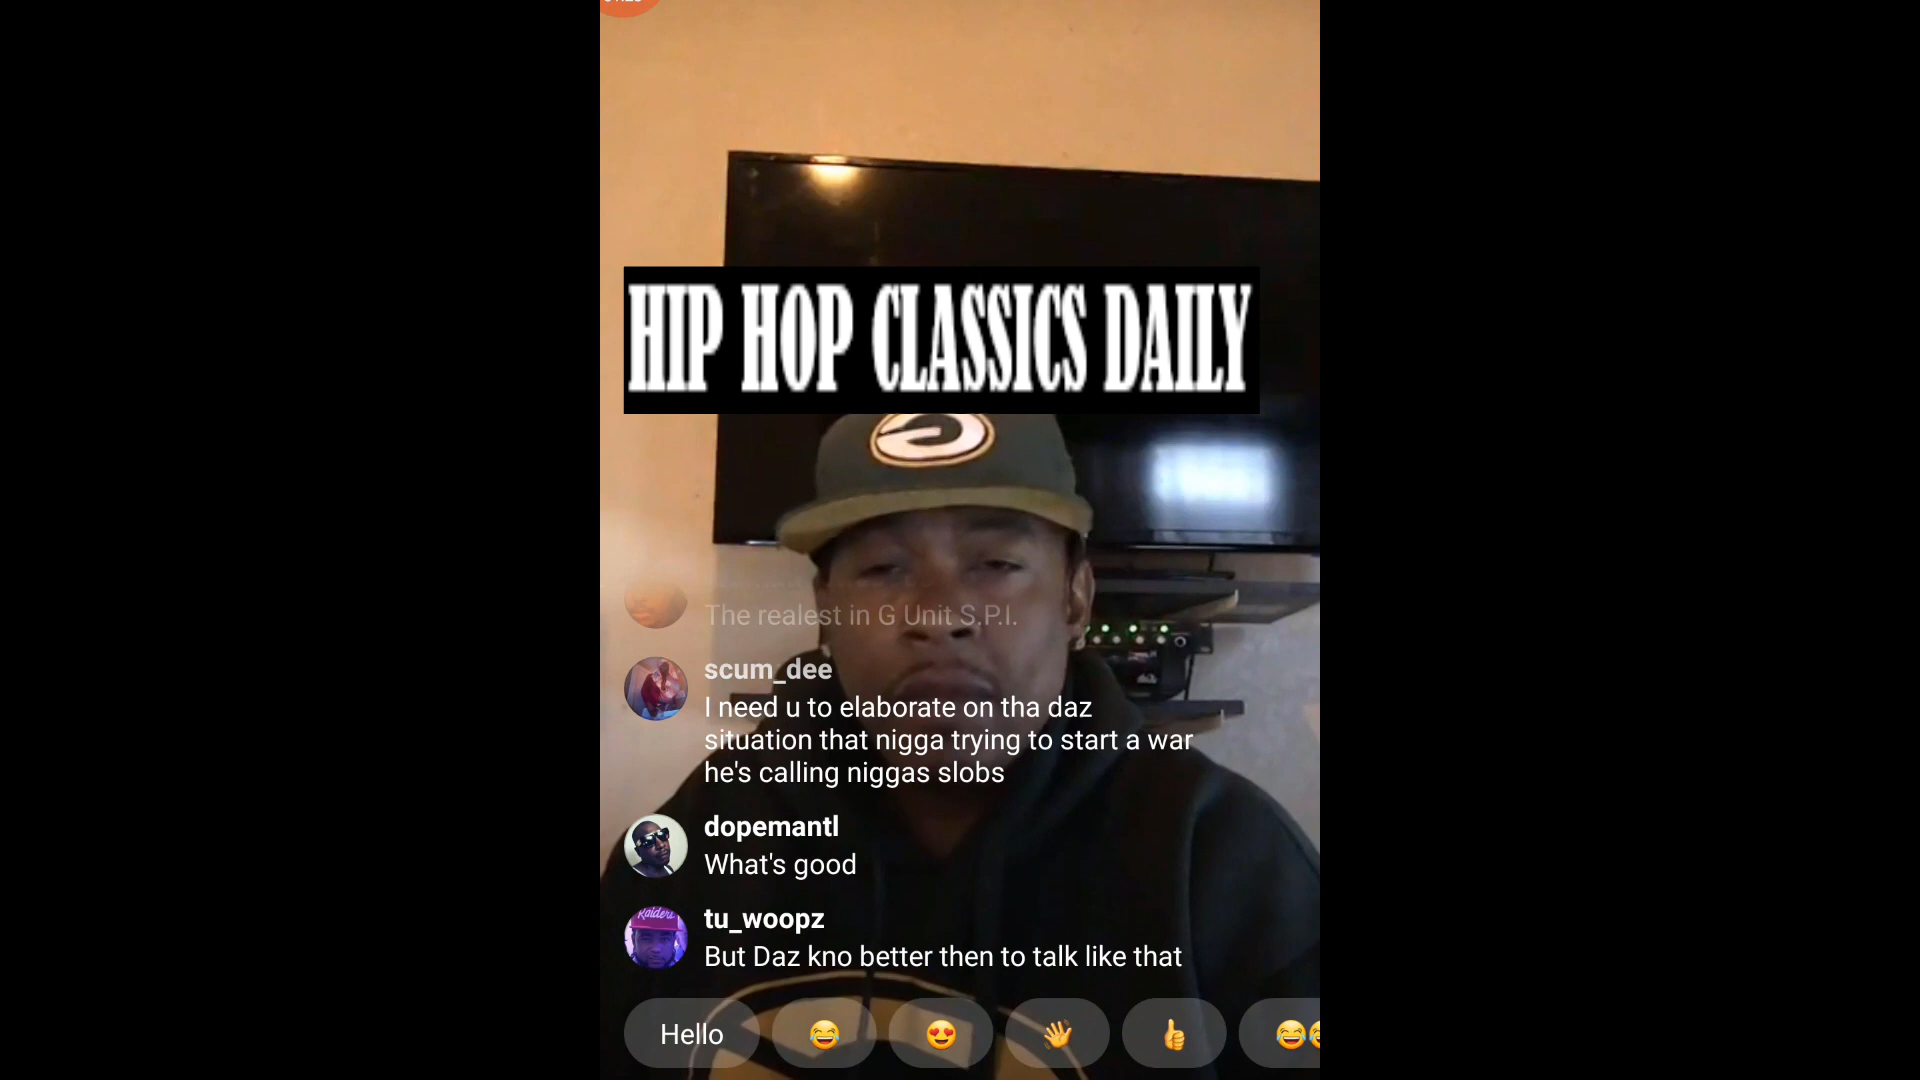 HIP HOP CLASSICS DAILY
G
The realest in G Unit S.P.I.
scum_dee
I need u to elaborate on tha daz
situation that nigga trying to start a war
he's calling niggas slobs
dopemantl
What's good
Raiders
tu_woopz
But Daz kno better then to talk like that
Hello